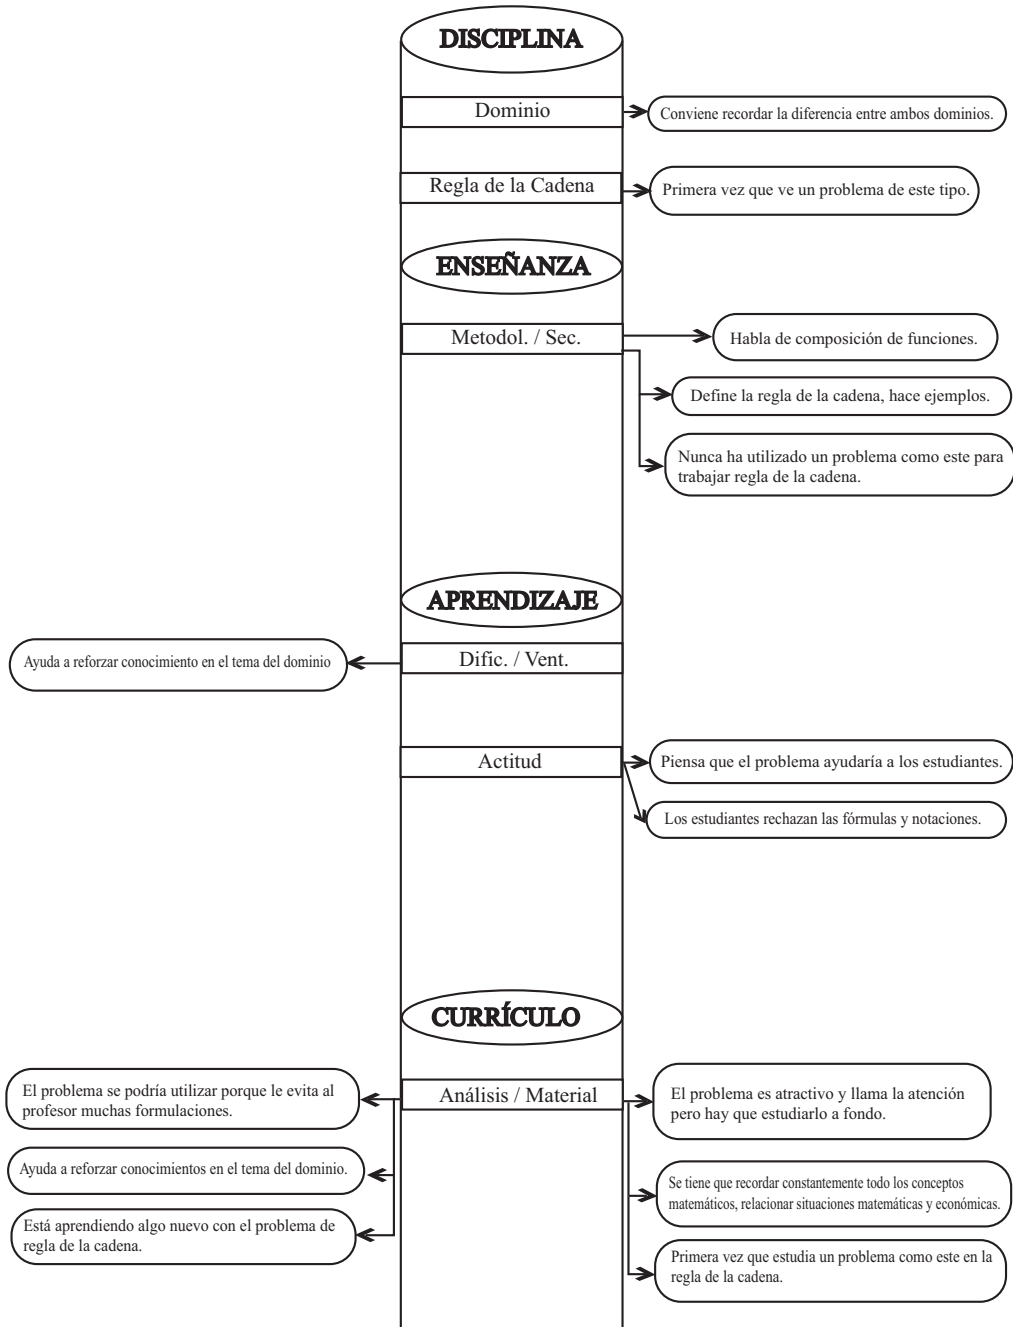 DISCIPLINA
Dominio
Conviene recordar la diferencia entre ambos dominios.
Regla de la Cadena
Primera vez que ve un problema de este tipo.
ENSEÑANZA
Metodol. / Sec.
Habla de composición de funciones.
Define la regla de la cadena, hace ejemplos.
Nunca ha utilizado un problema como este para
trabajar regla de la cadena.
APRENDIZAJE
Ayuda a reforzar conocimiento en el tema del dominio
Dific. / Vent.
Actitud
Piensa que el problema ayudaría a los estudiantes.
Los estudiantes rechazan las fórmulas y notaciones.
CURRÍCULO
Análisis / Material
El problema se podría utilizar porque le evita al
profesor muchas formulaciones.
Ayuda a reforzar conocimientos en el tema del dominio.
Está aprendiendo algo nuevo con el problema de
regla de la cadena.
El problema es atractivo y llama la atención
pero hay que estudiarlo a fondo.
Se tiene que recordar constantemente todo los conceptos
matemáticos, relacionar situaciones matemáticas y económicas.
Primera vez que estudia un problema como este en la
regla de la cadena.